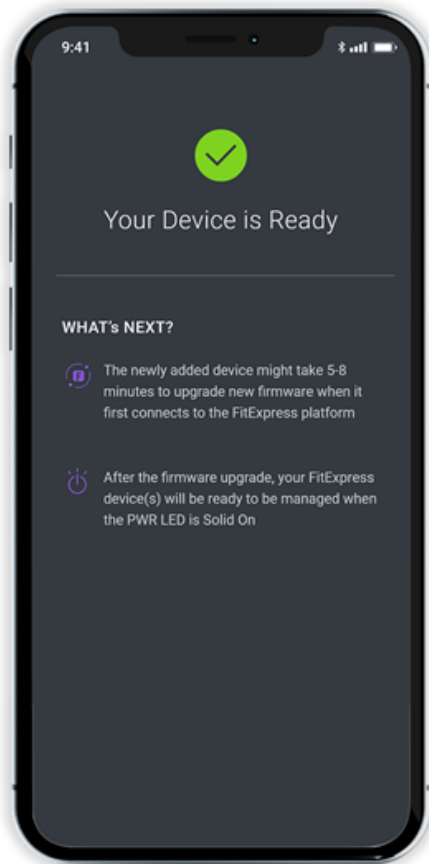 9:41
Your Device is Ready
WHAT's NEXT?
The newly added device might take 5-8
minutes to upgrade new firmware when it
first connects to the FitExpress platform
After the firmware upgrade, your FitExpress
device(s) will be ready to be managed when
the PWR LED is Solid On